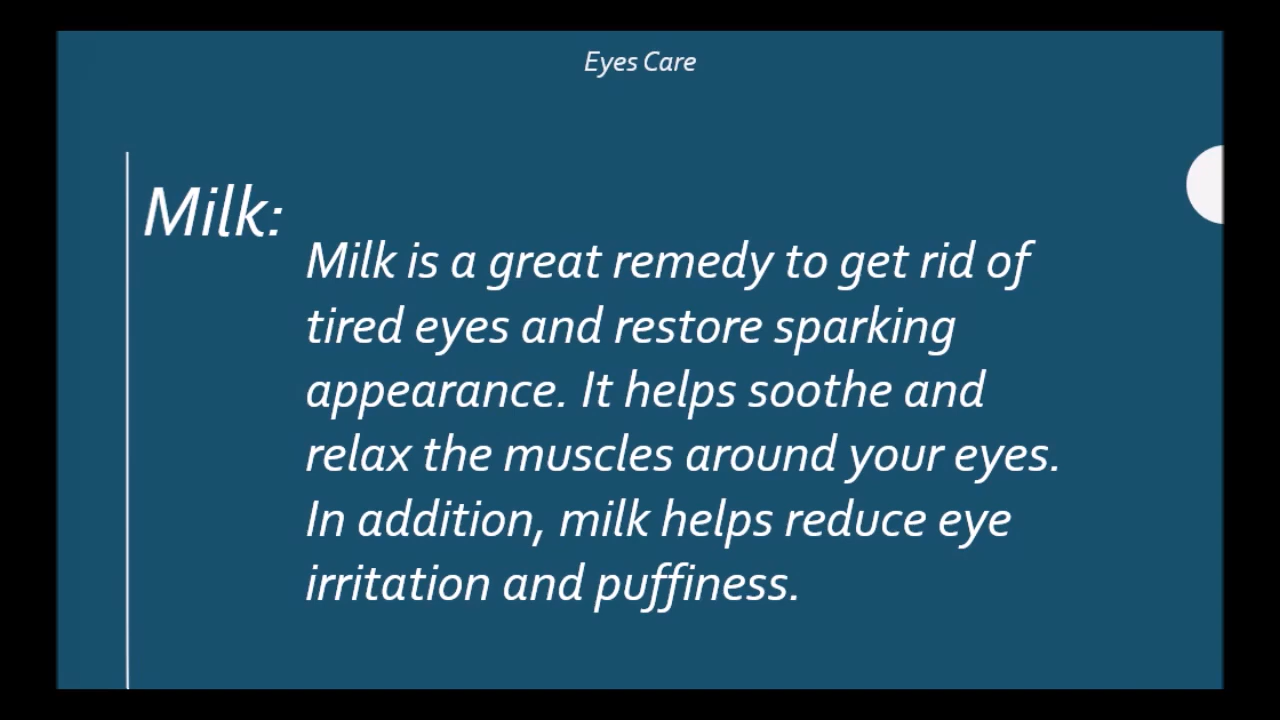 Eyes Care
Milk:
Milk is a great remedy to get rid of
tired eyes and restore sparking
appearance. It helps soothe and
relax the muscles around your eyes.
In addition, milk helps reduce eye
irritation and puffiness.